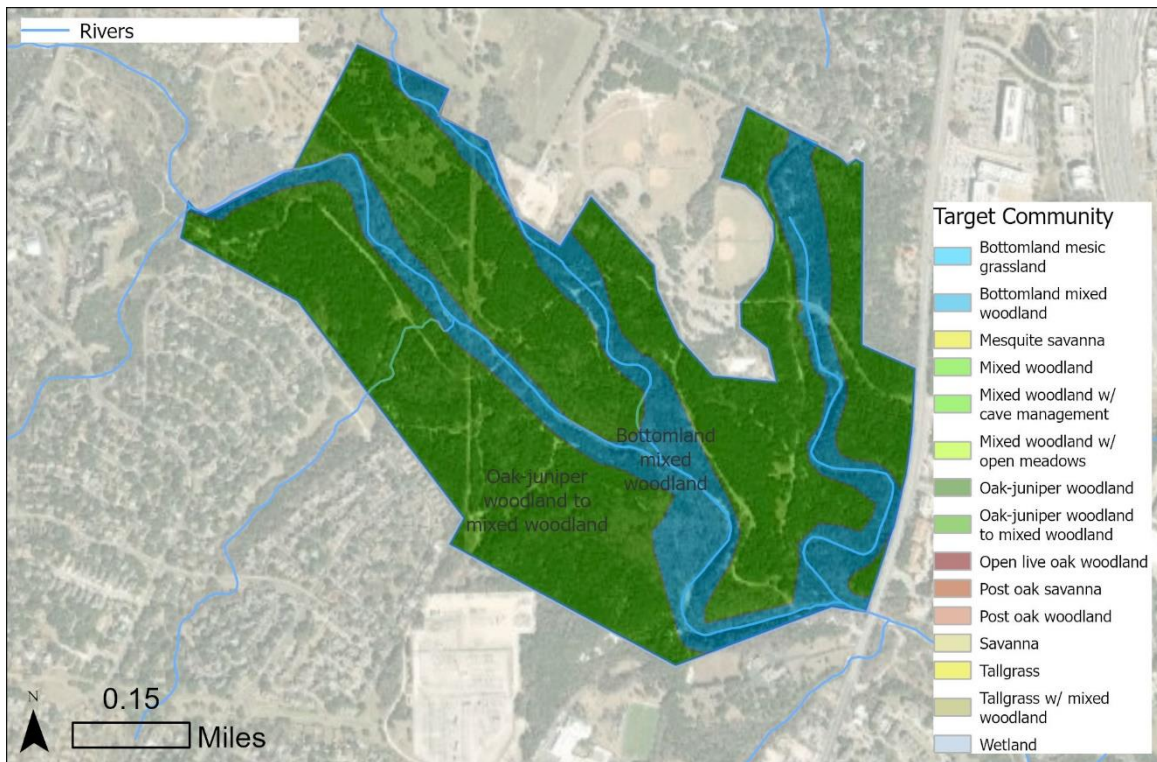 Rivers
Bottomland
mixed
woodland
Oak-juniper
woodland to
mixed woodland
Target Community
Bottomland mesic
grassland
Bottomland mixed
woodland
Mesquite savanna
Mixed woodland
Mixed woodland w/
cave management
Mixed woodland w/
open meadows
Oak-juniper woodland
Oak-juniper woodland
to mixed woodland
Open live oak woodland
Post oak savanna
Post oak woodland
Savanna
Tallgrass
Tallgrass w/ mixed
woodland
Wetland
N
0.15
Miles